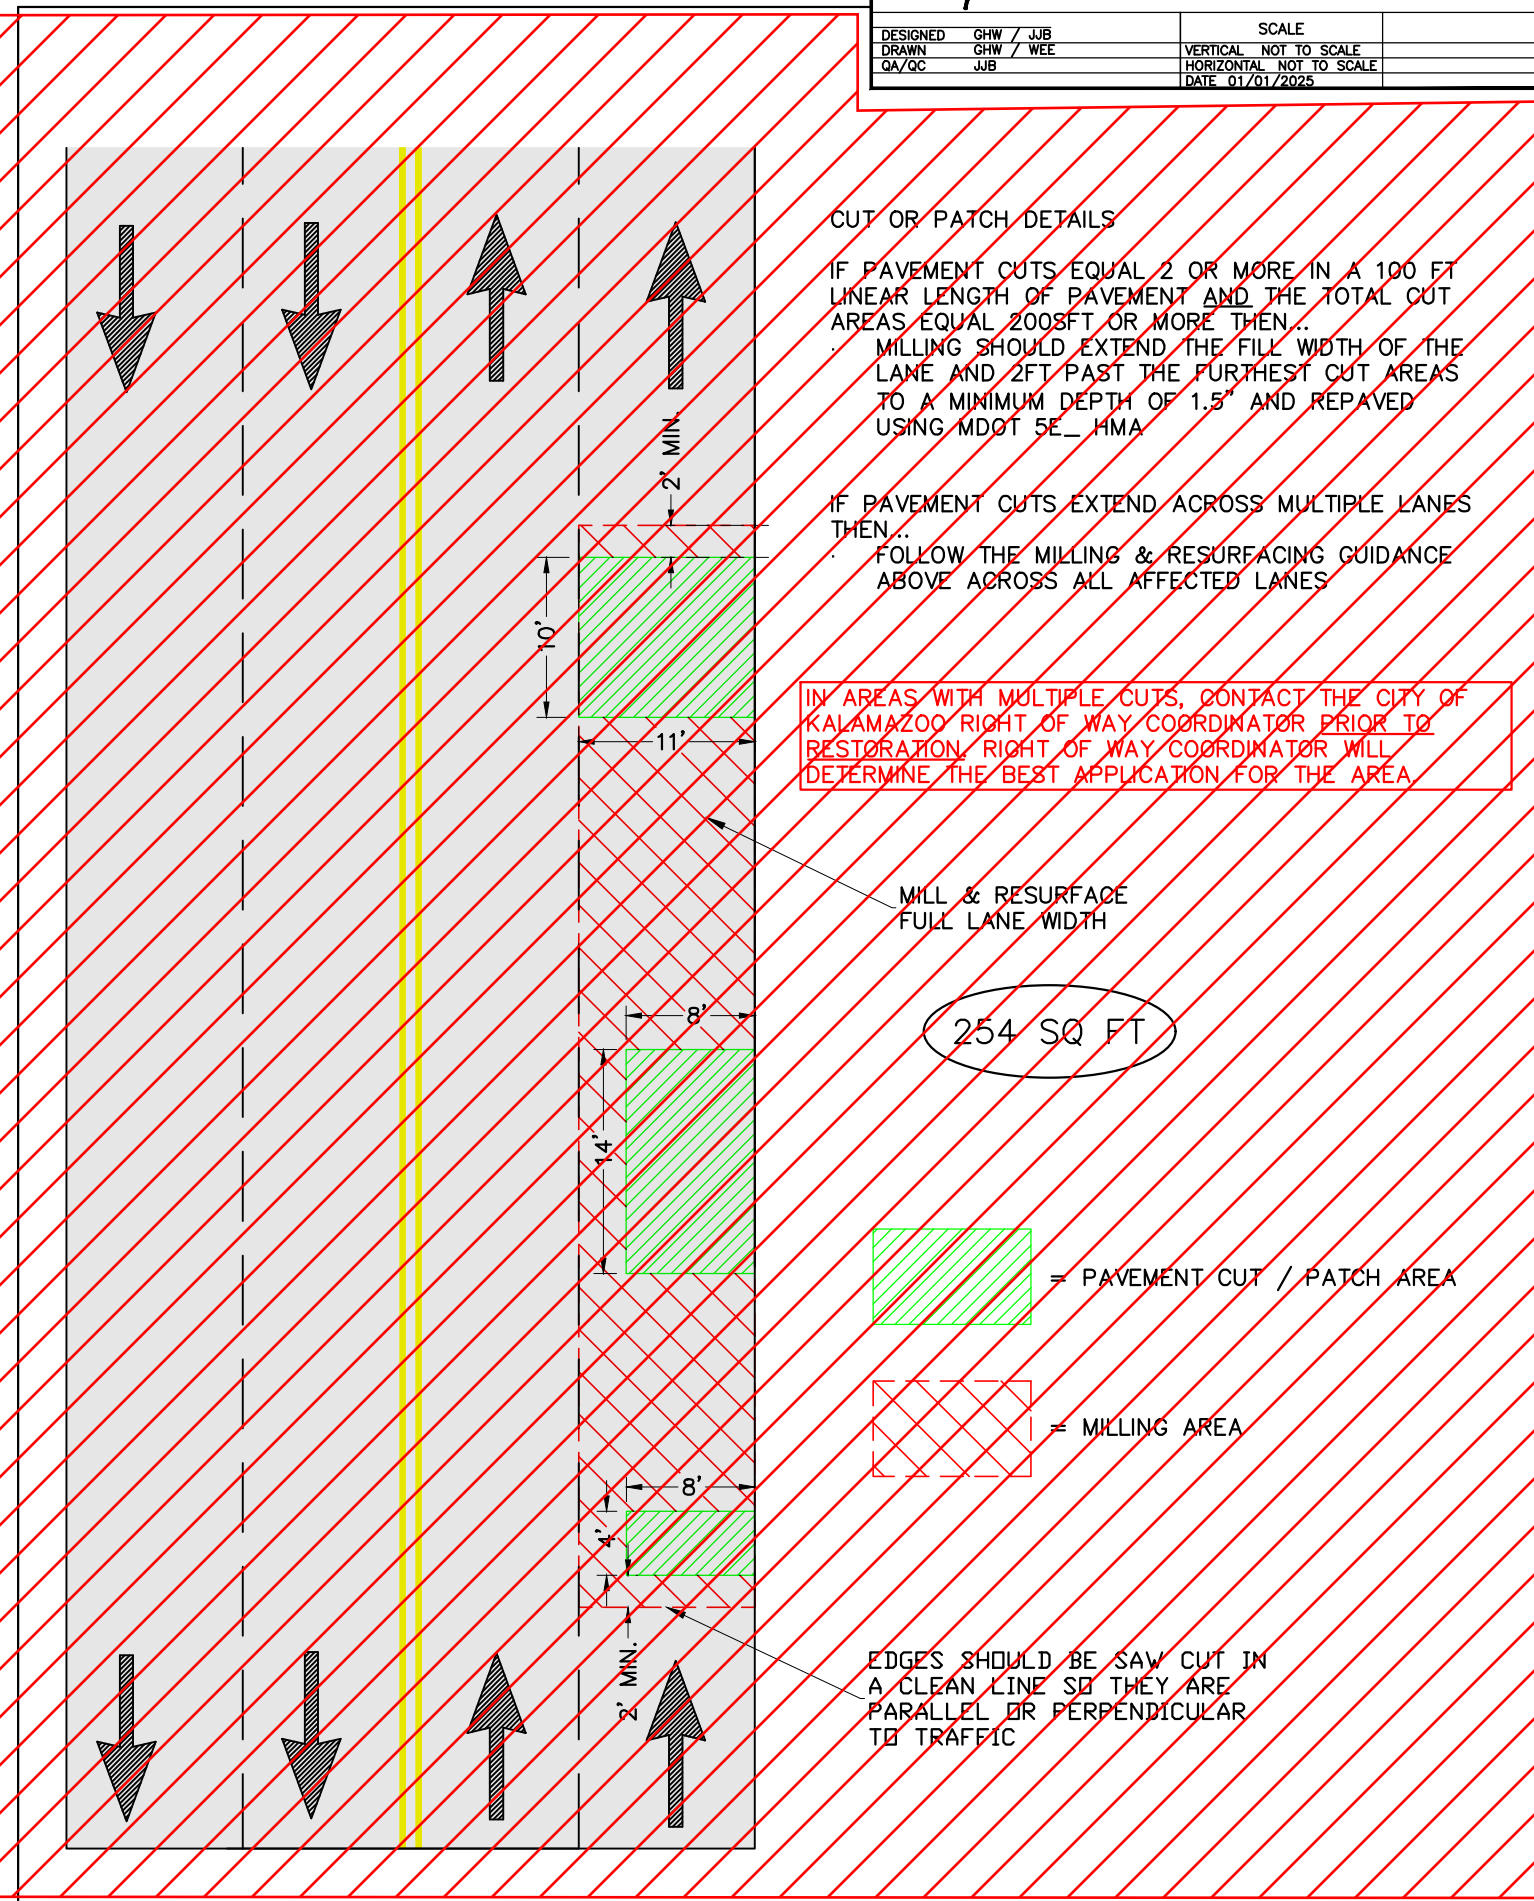 DESIGNED GHW / JJB
DRAWN GHW / WEE
QA/QC JJB
SCALE
VERTICAL NOT TO SCALE
HORIZONTAL NOT TO SCALE
DATE 01/01/2025
CUT OR PATCH DETAILS
IF PAVEMENT CUTS EQUAL 2 OR MORE IN A 100 FT
LINEAR LENGTH OF PAVEMENT AND THE TOTAL CUT
AREAS EQUAL 200SFT OR MORE THEN...
· MILLING SHOULD EXTEND THE FILL WIDTH OF THE
LANE AND 2FT PAST THE FURTHEST CUT AREAS
TO A MINIMUM DEPTH OF 1.5" AND REPAVED
USING MDOT 5E_ HMA
IF PAVEMENT CUTS EXTEND ACROSS MULTIPLE LANES
THEN...
· FOLLOW THE MILLING & RESURFACING GUIDANCE
ABOVE ACROSS ALL AFFECTED LANES
2' MIN.
10'
11'
IN AREAS WITH MULTIPLE CUTS, CONTACT THE CITY OF
KALAMAZOO RIGHT OF WAY COORDINATOR PRIOR TO
RESTORATION. RIGHT OF WAY COORDINATOR WILL
DETERMINE THE BEST APPLICATION FOR THE AREA.
MILL & RESURFACE
FULL LANE WIDTH
8'
254 SQ FT
14'
= PAVEMENT CUT / PATCH AREA
= MILLING AREA
8'
4'
2' MIN.
EDGES SHOULD BE SAW CUT IN
A CLEAN LINE SO THEY ARE
PARALLEL OR PERPENDICULAR
TO TRAFFIC